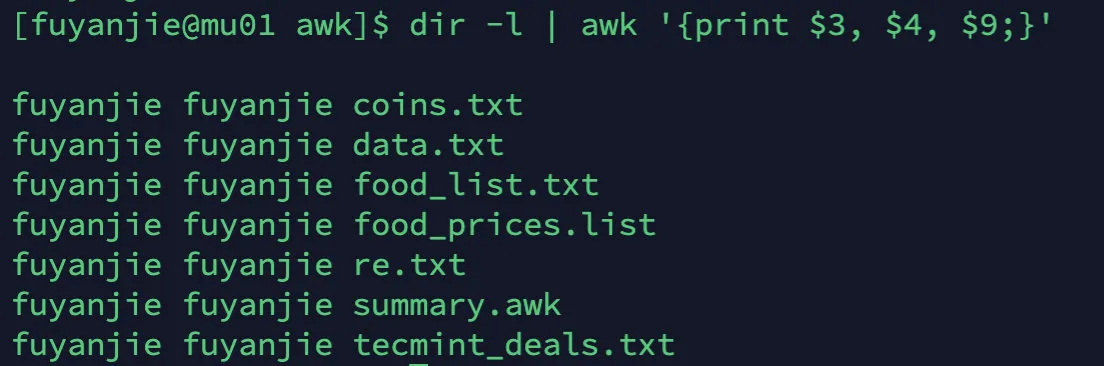 [fuyanjie@mu01 awk]$ dir -l | awk '{print $3, $4, $9;}'
fuyanjie fuyanjie coins.txt
fuyanjie fuyanjie data.txt
fuyanjie fuyanjie food_list.txt
fuyanjie fuyanjie food_prices.list
fuyanjie fuyanjie re.txt
fuyanjie fuyanjie summary.awk
fuyanjie fuyanjie tecmint_deals.txt